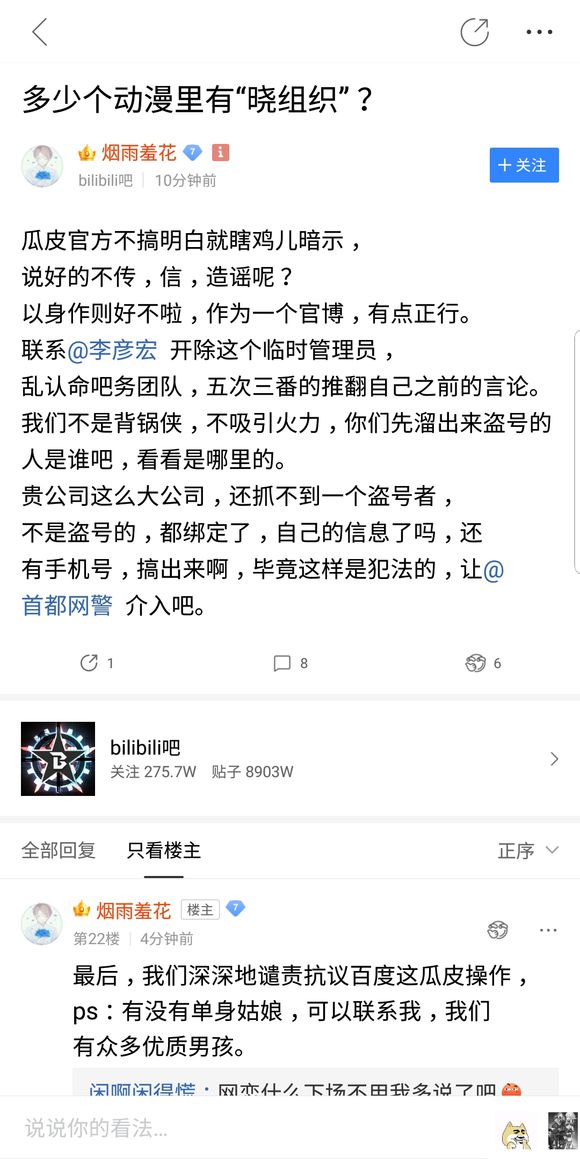 多少个动漫里有“晓组织”？
烟雨羞花 7
bilibili吧 10分钟前
+关注
瓜皮官方不搞明白就瞎鸡儿暗示，
说好的不传，信，造谣呢？
以身作则好不啦，作为一个官博，有点正行。
联系@李彦宏 开除这个临时管理员，
乱认命吧务团队，五次三番的推翻自己之前的言论。
我们不是背锅侠，不吸引火力，你们先溜出来盗号的
人是谁吧，看看是哪里的。
贵公司这么大公司，还抓不到一个盗号者，
不是盗号的，都绑定了，自己的信息了吗，还
有手机号，搞出来啊，毕竟这样是犯法的，让@
首都网警 介入吧。
1 8 6
B
bilibili吧
关注 275.7W 贴子 8903W
全部回复 只看楼主 正序
烟雨羞花 楼主 7
第22楼 4分钟前
最后，我们深深地谴责抗议百度这瓜皮操作，
ps：有没有单身姑娘，可以联系我，我们
有众多优质男孩。
闲啊闲得慌：网恋什么下场不用我多说了吧
说说你的看法...